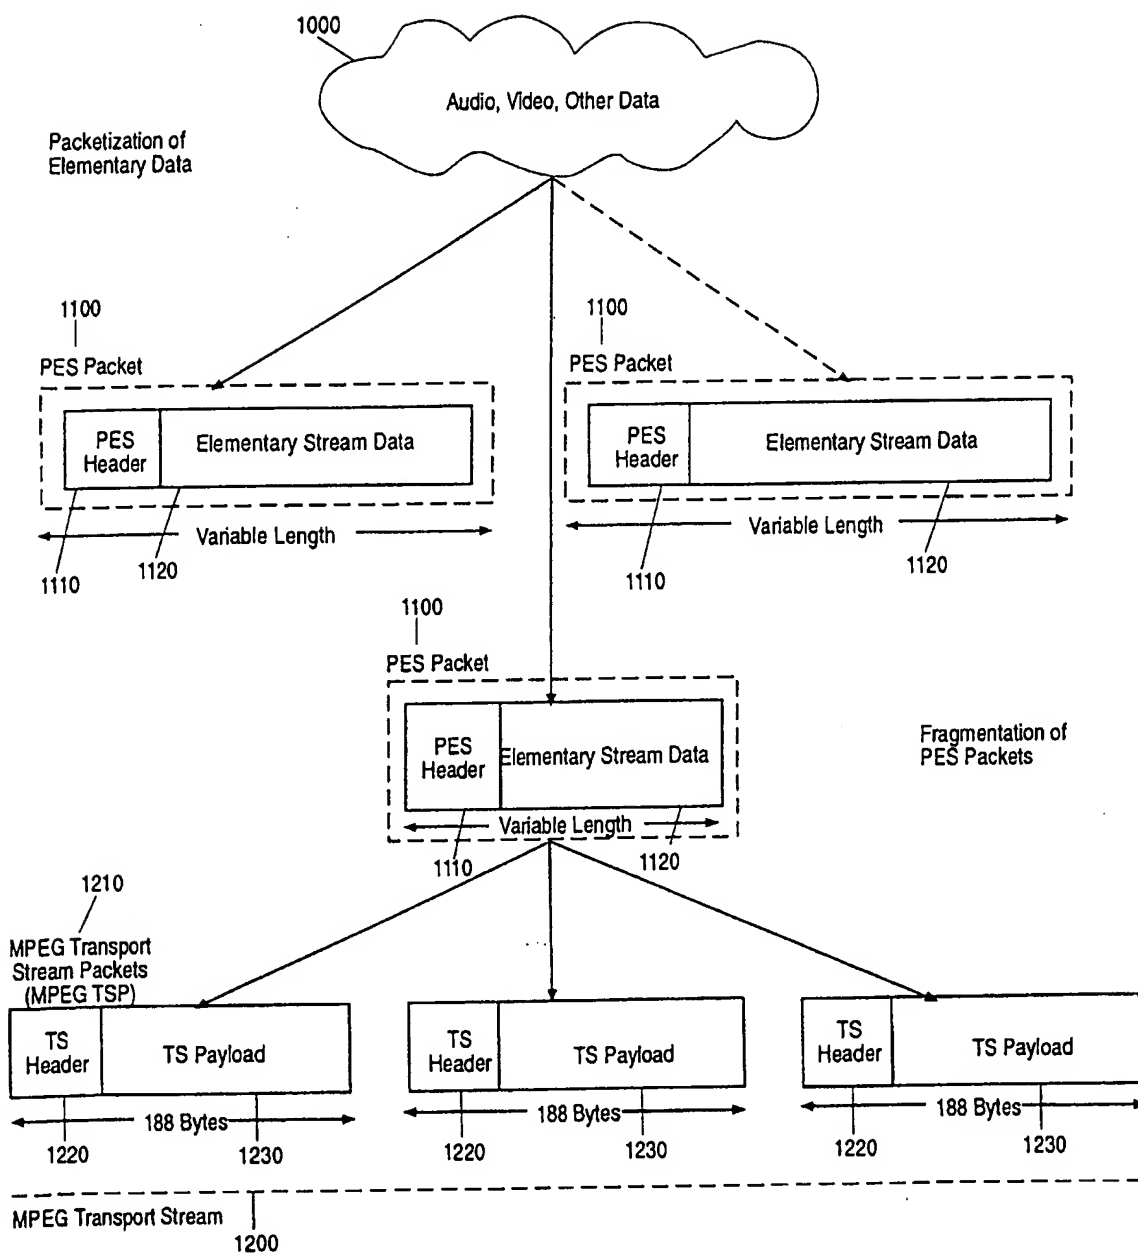 1000
Audio, Video, Other Data
Packetization of
Elementary Data
1100
PES Packet
PES
Header
Elementary Stream Data
Variable Length
1110
1120
1100
PES Packet
PES
Header
Elementary Stream Data
Variable Length
1110
1120
1100
PES Packet
PES
Header
Elementary Stream Data
Variable Length
1110
1120
Fragmentation of
PES Packets
1210
MPEG Transport
Stream Packets
(MPEG TSP)
TS
Header
TS Payload
188 Bytes
1220
1230
TS
Header
TS Payload
188 Bytes
1220
1230
TS
Header
TS Payload
188 Bytes
1220
1230
MPEG Transport Stream
1200